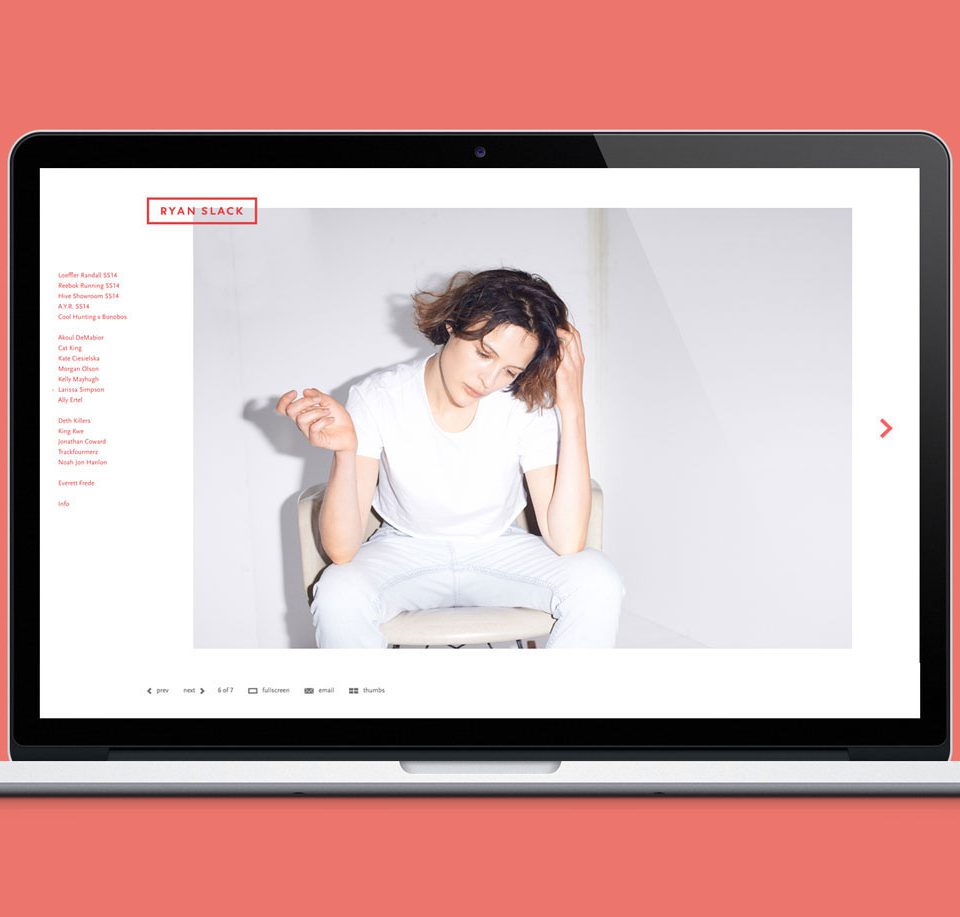 RYAN SLACK
Loeffler Randall SS14
Reebok Running SS14
Hive Showroom SS14
A.Y.R. SS14
Cool Hunting x Bonobos
Akoul DeMabior
Cat King
Kate Ciesielska
Morgan Olson
Kelly Mayhugh
Larissa Simpson
Ally Ertel
Deth Killers
King Kwe
Jonathan Coward
Trackfourmerz
Noah Jon Hanlon
Everett Frede
Info
prev next 6 of 7 fullscreen email thumbs